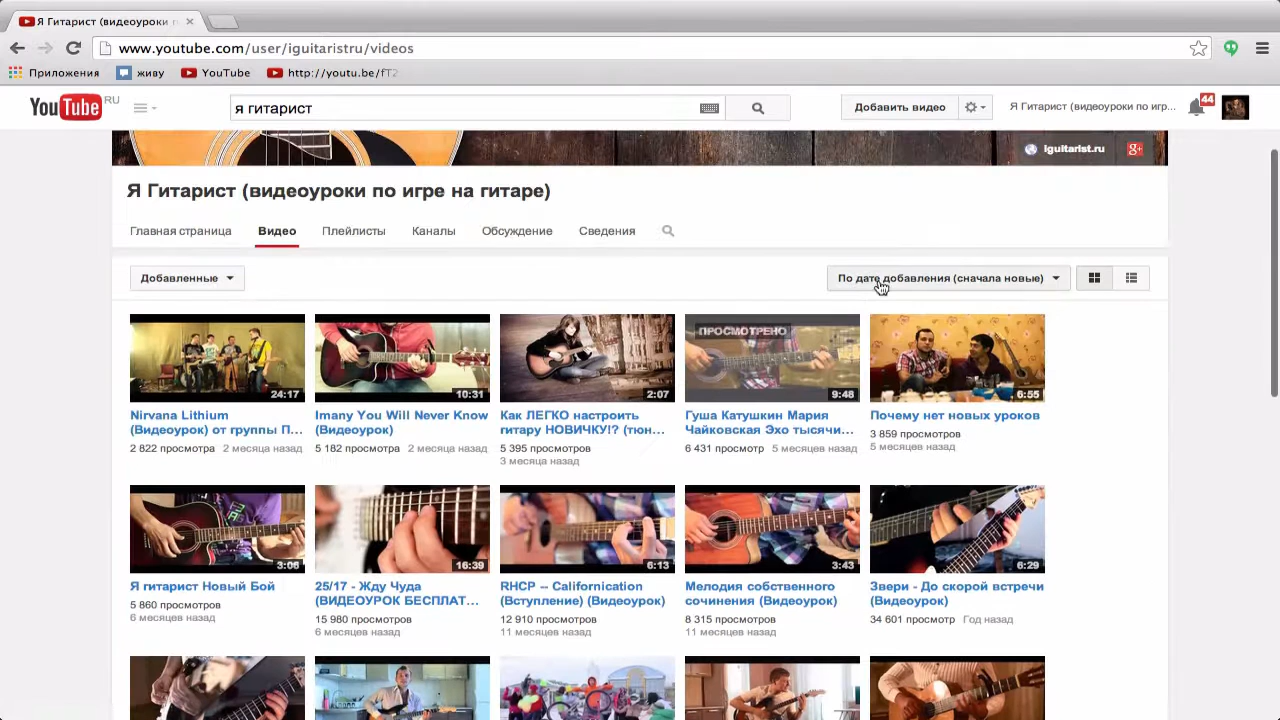 Я Гитарист (видеоуроки п
www.youtube.com/user/iguitaristru/videos
Приложения живу YouTube http://youtu.be/fT2
YouTube RU я гитарист Добавить видео Я Гитарист (видеоуроки по игр... 44
iguitarist.ru g+
Я Гитарист (видеоуроки по игре на гитаре)
Главная страница Видео Плейлисты Каналы Обсуждение Сведения
Добавленные По дате добавления (сначала новые)
ПРОСМОТРЕНО
24:17 10:31 2:07 9:48 6:55
Nirvana Lithium
(Видеоурок) от группы П...
2 822 просмотра 2 месяца назад
Imany You Will Never Know
(Видеоурок)
5 182 просмотра 2 месяца назад
Как ЛЕГКО настроить
гитару НОВИЧКУ!? (тюн...
5 395 просмотров
3 месяца назад
Гуша Катушкин Мария
Чайковская Эхо тысячи...
6 431 просмотр 5 месяцев назад
Почему нет новых уроков
3 859 просмотров
5 месяцев назад
3:06 16:39 6:13 3:43 6:29
Я гитарист Новый Бой
5 860 просмотров
6 месяцев назад
25/17 - Жду Чуда
(ВИДЕОУРОК БЕСПЛАТ...
15 980 просмотров
6 месяцев назад
RHCP -- Californication
(Вступление) (Видеоурок)
12 910 просмотров
11 месяцев назад
Мелодия собственного
сочинения (Видеоурок)
8 315 просмотров
11 месяцев назад
Звери - До скорой встречи
(Видеоурок)
34 601 просмотр Год назад